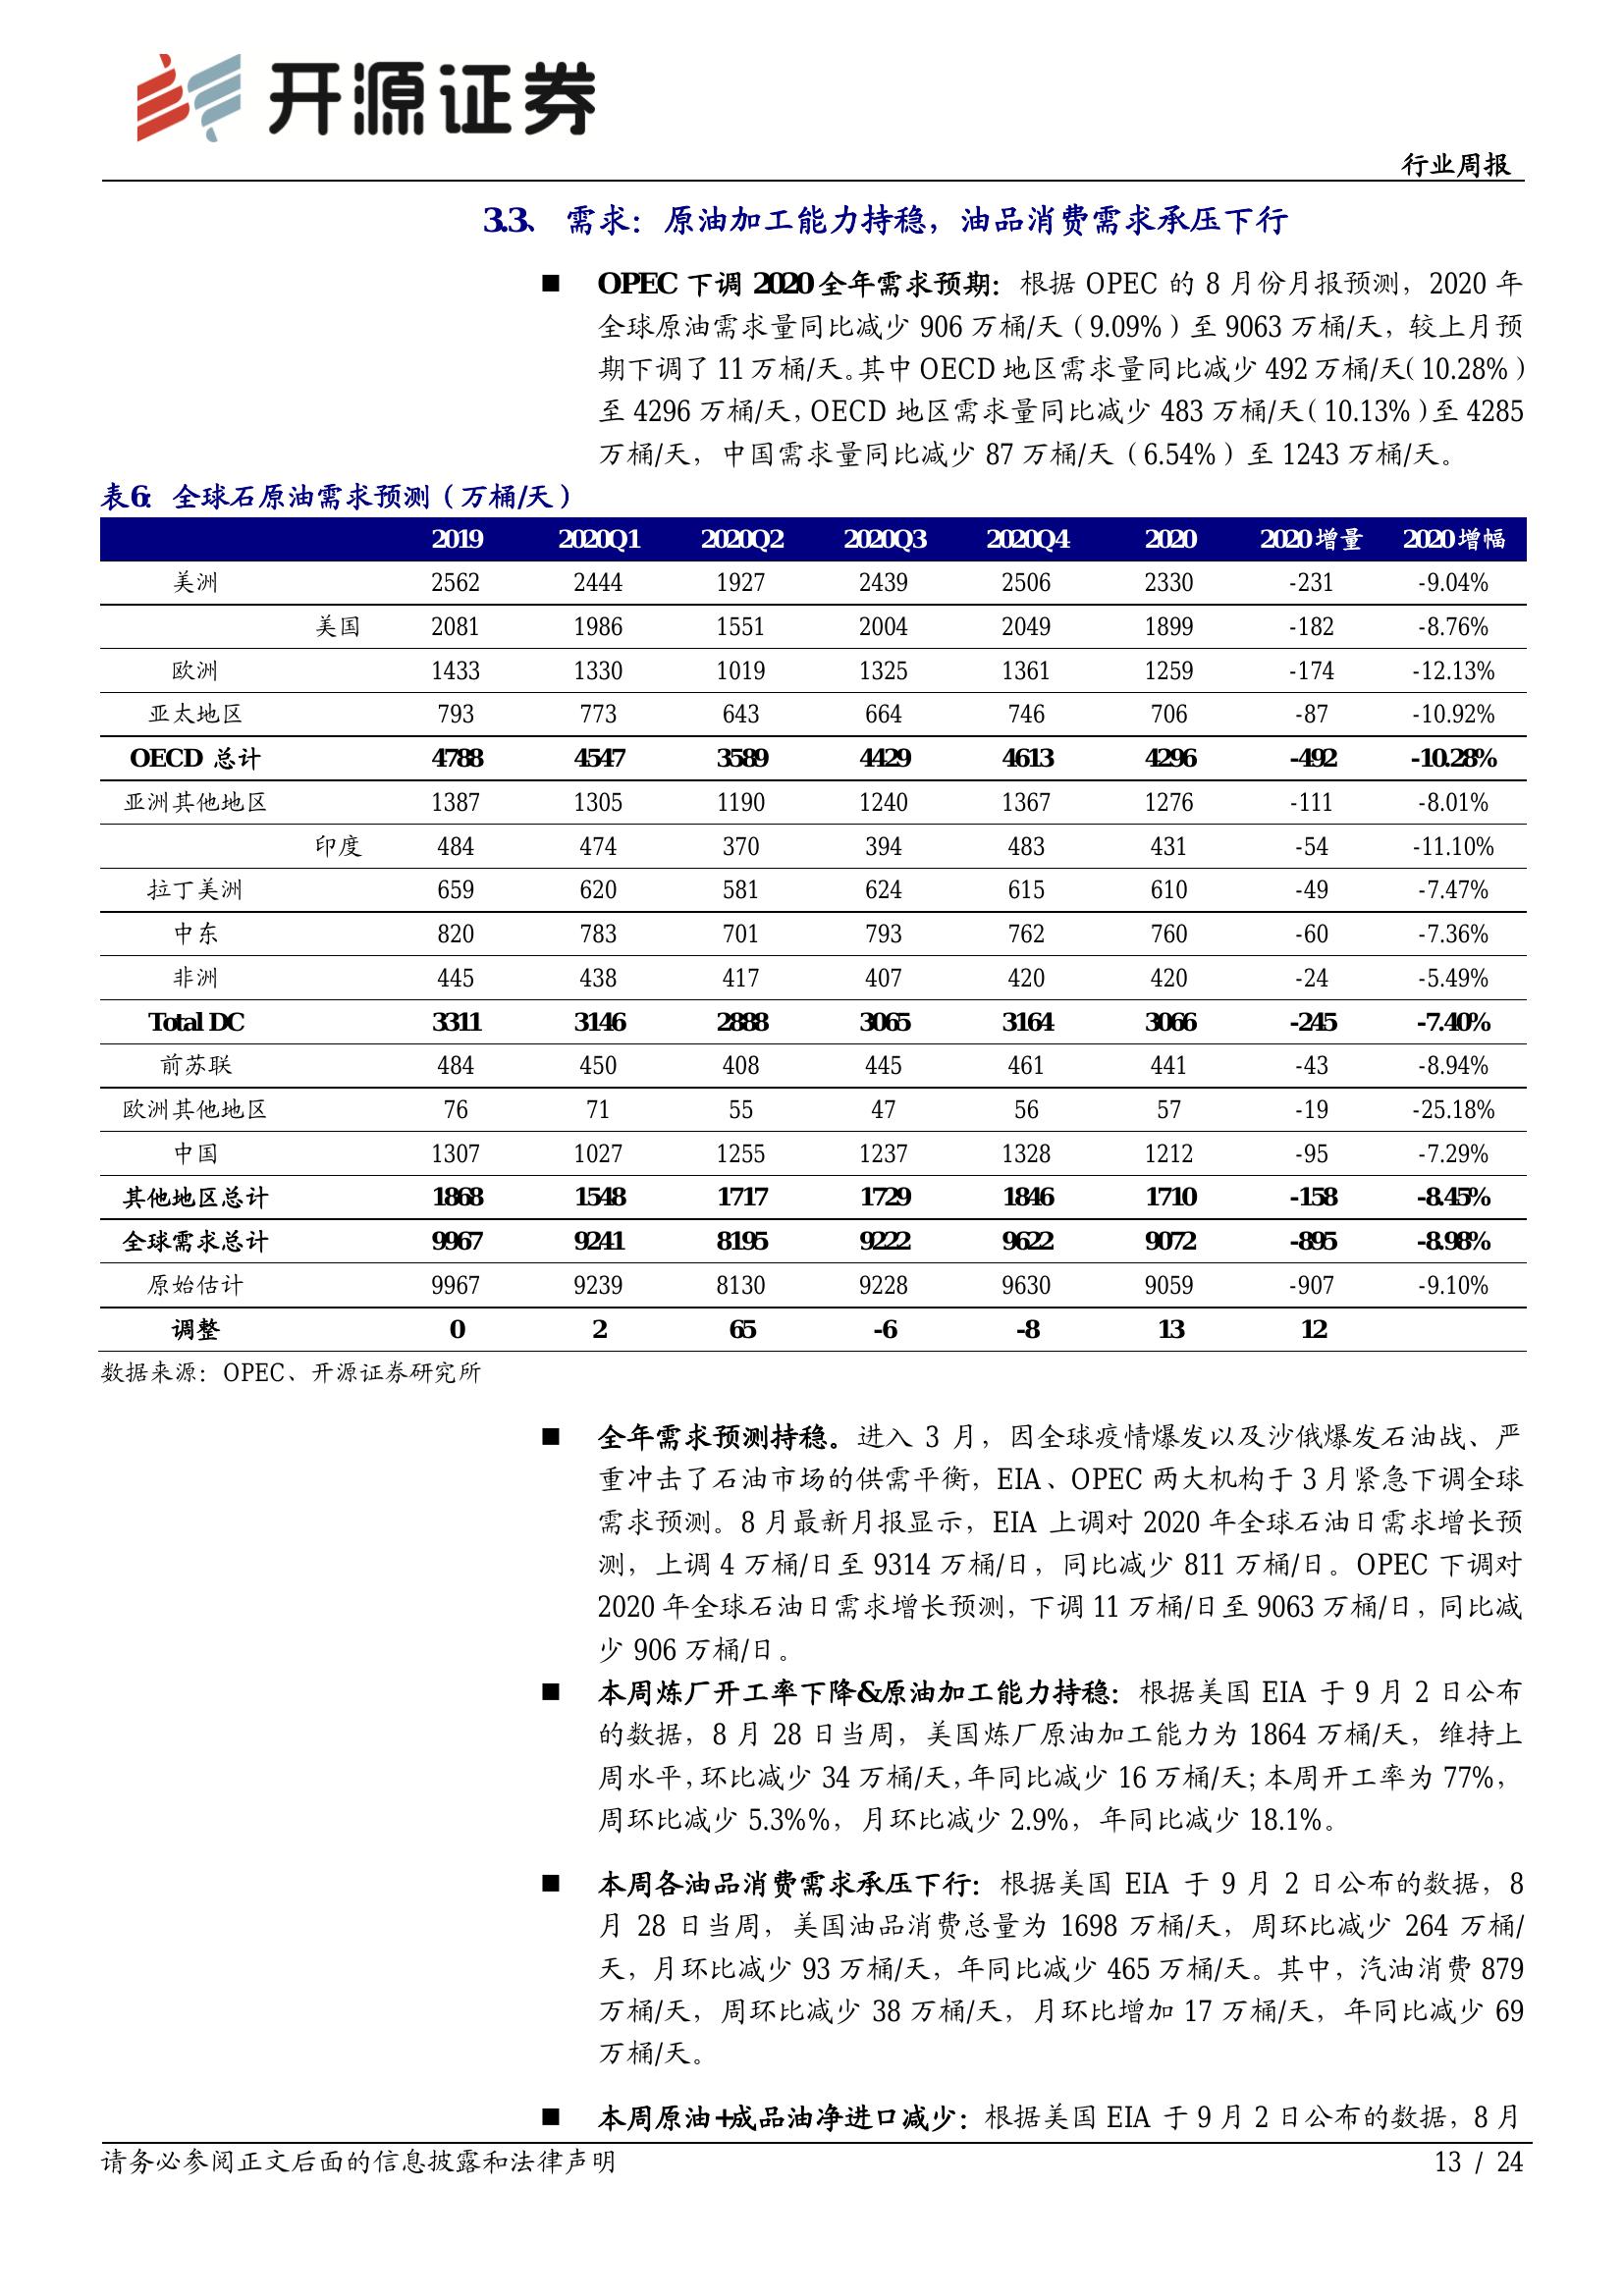 开源证券
行业周报
3.3、 需求：原油加工能力持稳，油品消费需求承压下行
■ OPEC 下调 2020 全年需求预期：根据 OPEC 的 8 月份月报预测，2020 年
全球原油需求量同比减少 906 万桶/天（9.09%）至 9063 万桶/天，较上月预
期下调了 11 万桶/天。其中 OECD 地区需求量同比减少 492 万桶/天（10.28%）
至 4296 万桶/天，OECD 地区需求量同比减少 483 万桶/天（10.13%）至 4285
万桶/天，中国需求量同比减少 87 万桶/天（6.54%）至 1243 万桶/天。
表6： 全球石原油需求预测（万桶/天）
2019 2020Q1 2020Q2 2020Q3 2020Q4 2020 2020 增量 2020 增幅
美洲 2562 2444 1927 2439 2506 2330 -231 -9.04%
美国 2081 1986 1551 2004 2049 1899 -182 -8.76%
欧洲 1433 1330 1019 1325 1361 1259 -174 -12.13%
亚太地区 793 773 643 664 746 706 -87 -10.92%
OECD 总计 4788 4547 3589 4429 4613 4296 -492 -10.28%
亚洲其他地区 1387 1305 1190 1240 1367 1276 -111 -8.01%
印度 484 474 370 394 483 431 -54 -11.10%
拉丁美洲 659 620 581 624 615 610 -49 -7.47%
中东 820 783 701 793 762 760 -60 -7.36%
非洲 445 438 417 407 420 420 -24 -5.49%
Total DC 3311 3146 2888 3065 3164 3066 -245 -7.40%
前苏联 484 450 408 445 461 441 -43 -8.94%
欧洲其他地区 76 71 55 47 56 57 -19 -25.18%
中国 1307 1027 1255 1237 1328 1212 -95 -7.29%
其他地区总计 1868 1548 1717 1729 1846 1710 -158 -8.45%
全球需求总计 9967 9241 8195 9222 9622 9072 -895 -8.98%
原始估计 9967 9239 8130 9228 9630 9059 -907 -9.10%
调整 0 2 65 -6 -8 13 12
数据来源：OPEC、开源证券研究所
■ 全年需求预测持稳。进入 3 月，因全球疫情爆发以及沙俄爆发石油战、严
重冲击了石油市场的供需平衡，EIA、OPEC 两大机构于 3 月紧急下调全球
需求预测。8 月最新月报显示，EIA 上调对 2020 年全球石油日需求增长预
测，上调 4 万桶/日至 9314 万桶/日，同比减少 811 万桶/日。OPEC 下调对
2020 年全球石油日需求增长预测，下调 11 万桶/日至 9063 万桶/日，同比减
少 906 万桶/日。
■ 本周炼厂开工率下降&原油加工能力持稳：根据美国 EIA 于 9 月 2 日公布
的数据，8 月 28 日当周，美国炼厂原油加工能力为 1864 万桶/天，维持上
周水平，环比减少 34 万桶/天，年同比减少 16 万桶/天；本周开工率为 77%，
周环比减少 5.3%%，月环比减少 2.9%，年同比减少 18.1%。
■ 本周各油品消费需求承压下行：根据美国 EIA 于 9 月 2 日公布的数据，8
月 28 日当周，美国油品消费总量为 1698 万桶/天，周环比减少 264 万桶/
天，月环比减少 93 万桶/天，年同比减少 465 万桶/天。其中，汽油消费 879
万桶/天，周环比减少 38 万桶/天，月环比增加 17 万桶/天，年同比减少 69
万桶/天。
■ 本周原油+成品油净进口减少：根据美国 EIA 于 9 月 2 日公布的数据，8 月
请务必参阅正文后面的信息披露和法律声明 13 / 24